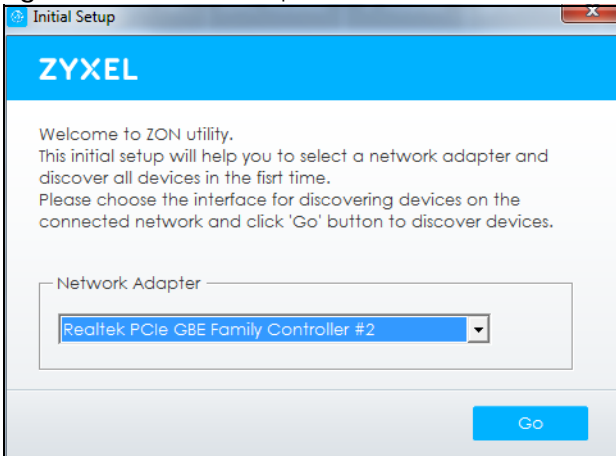 Initial Setup
ZYXEL
Welcome to ZON utility.
This initial setup will help you to select a network adapter and
discover all devices in the fisrt time.
Please choose the interface for discovering devices on the
connected network and click 'Go' button to discover devices.
Network Adapter
Realtek PCIe GBE Family Controller #2
Go